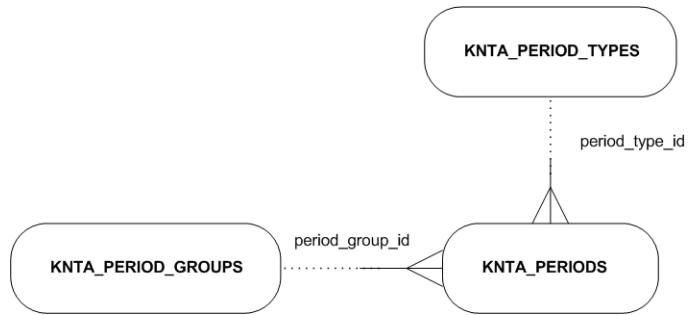 KNTA_PERIOD_TYPES
period_type_id
period_group_id
KNTA_PERIOD_GROUPS
KNTA_PERIODS